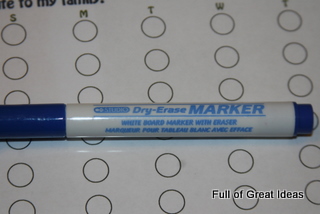 to my family?
S M T W T
Dry-Erase MARKER
WHITE BOARD MARKER WITH ERASER
MARQUEUR POUR TABLEAU BLANC AVEC EFFACE
Full of Great Ideas